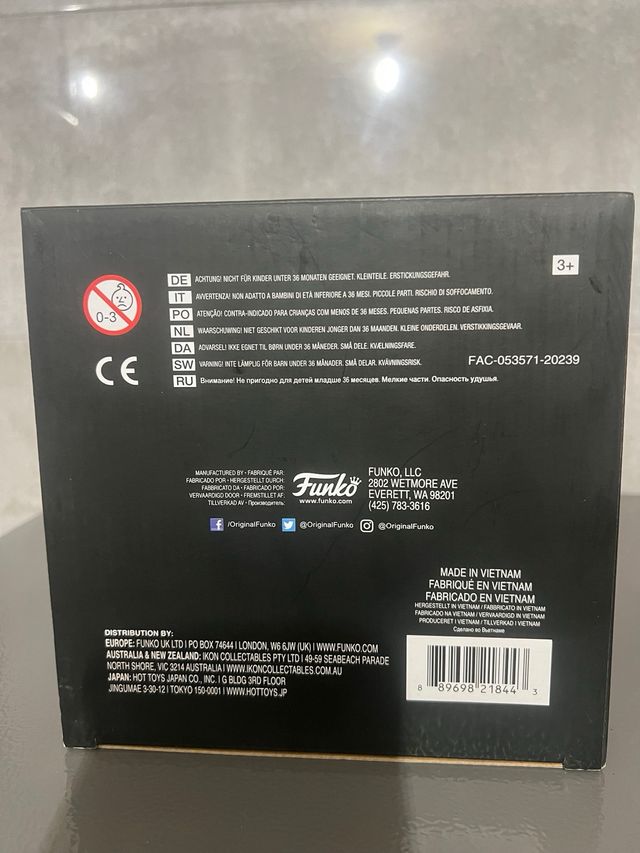 3+
0-3
DE ACHTUNG! NICHT FÜR KINDER UNTER 36 MONATEN GEEIGNET. KLEINTEILE. ERSTICKUNGSGEFAHR.
IT AVVERTENZA! NON ADATTO A BAMBINI DI ETÀ INFERIORE A 36 MESI. PICCOLE PARTI. RISCHIO DI SOFFOCAMENTO.
PO ATENÇÃO! CONTRA-INDICADO PARA CRIANÇAS COM MENOS DE 36 MESES. PEQUENAS PARTES. RISCO DE ASFIXIA.
NL WAARSCHUWING! NIET GESCHIKT VOOR KINDEREN JONGER DAN 36 MAANDEN. KLEINE ONDERDELEN. VERSTIKKINGSGEVAAR.
DA ADVARSEL! IKKE EGNET TIL BØRN UNDER 36 MÅNEDER. SMÅ DELE. KVÆLNINGSFARE.
SW VARNING! INTE LÄMPLIG FÖR BARN UNDER 36 MÅNADER. SMÅ DELAR. KVÄVNINGSRISK.
RU Внимание! Не пригодно для детей младше 36 месяцев. Мелкие части. Опасность удушья.
CE
FAC-053571-20239
MANUFACTURED BY • FABRIQUÉ PAR:
FABRICADO POR • HERGESTELLT DURCH:
FABBRICATO DA • FABRICADO POR:
VERVAARDIGD DOOR • FREMSTILLET AF:
TILLVERKAD AV • Производитель:
Funko
www.funko.com
FUNKO, LLC
2802 WETMORE AVE
EVERETT, WA 98201
(425) 783-3616
f /OriginalFunko @OriginalFunko @OriginalFunko
MADE IN VIETNAM
FABRIQUÉ EN VIETNAM
FABRICADO EN VIETNAM
HERGESTELLT IN VIETNAM / FABBRICATO IN VIETNAM
FABRICADO NA VIETNAM / VERVAARDIGD IN VIETNAM
PRODUCERET I VIETNAM / TILLVERKAD I VIETNAM
Сделано во Вьетнаме
DISTRIBUTION BY:
EUROPE: FUNKO UK LTD I PO BOX 74644 I LONDON, W6 6JW (UK) I WWW.FUNKO.COM
AUSTRALIA & NEW ZEALAND: IKON COLLECTABLES PTY LTD I 49-59 SEABEACH PARADE
NORTH SHORE, VIC 3214 AUSTRALIA I WWW.IKONCOLLECTABLES.COM.AU
JAPAN: HOT TOYS JAPAN CO., INC. I G BLDG 3RD FLOOR
JINGUMAE 3-30-12 I TOKYO 150-0001 I WWW.HOTTOYS.JP
8 89698 21844 3